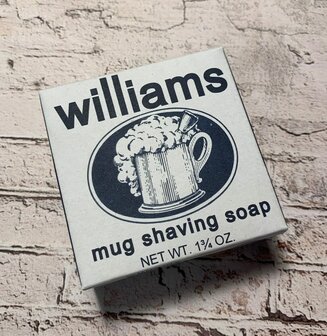 williams
mug shaving soap
NET WT. 1¾ OZ.